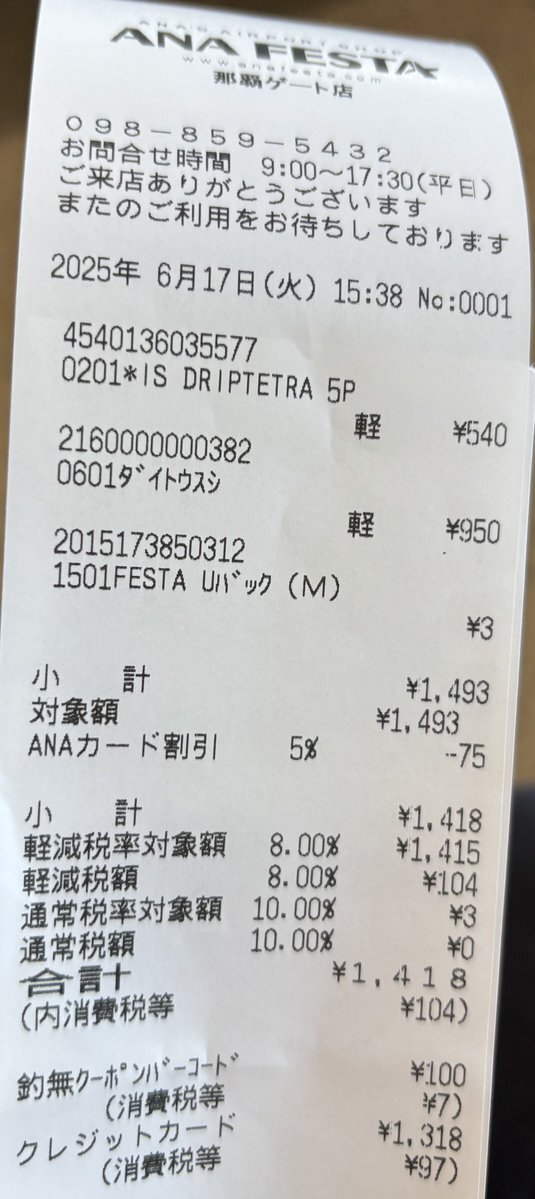 ANA'S AIRPORT SHOP
ANA FESTA
www.anafesta.com
那覇ゲート店
098-859-5432
お問合せ時間 9:00～17:30(平日)
ご来店ありがとうございます
またのご利用をお待ちしております
2025年 6月17日(火) 15:38 No:0001
4540136035577
0201*IS DRIPTETRA 5P
軽 ¥540
2160000000382
0601ﾀﾞｲﾄｳｽｼ
軽 ¥950
2015173850312
1501FESTA Uﾊﾞｯｸ (M)
¥3
小 計 ¥1,493
対象額 ¥1,493
ANAカード割引 5% -75
小 計 ¥1,418
軽減税率対象額 8.00% ¥1,415
軽減税額 8.00% ¥104
通常税率対象額 10.00% ¥3
通常税額 10.00% ¥0
合計 ¥1,418
(内消費税等 ¥104)
釣無ｸｰﾎﾟﾝﾊﾞｰｺｰﾄﾞ ¥100
(消費税等 ¥7)
クレジットカード ¥1,318
(消費税等 ¥97)